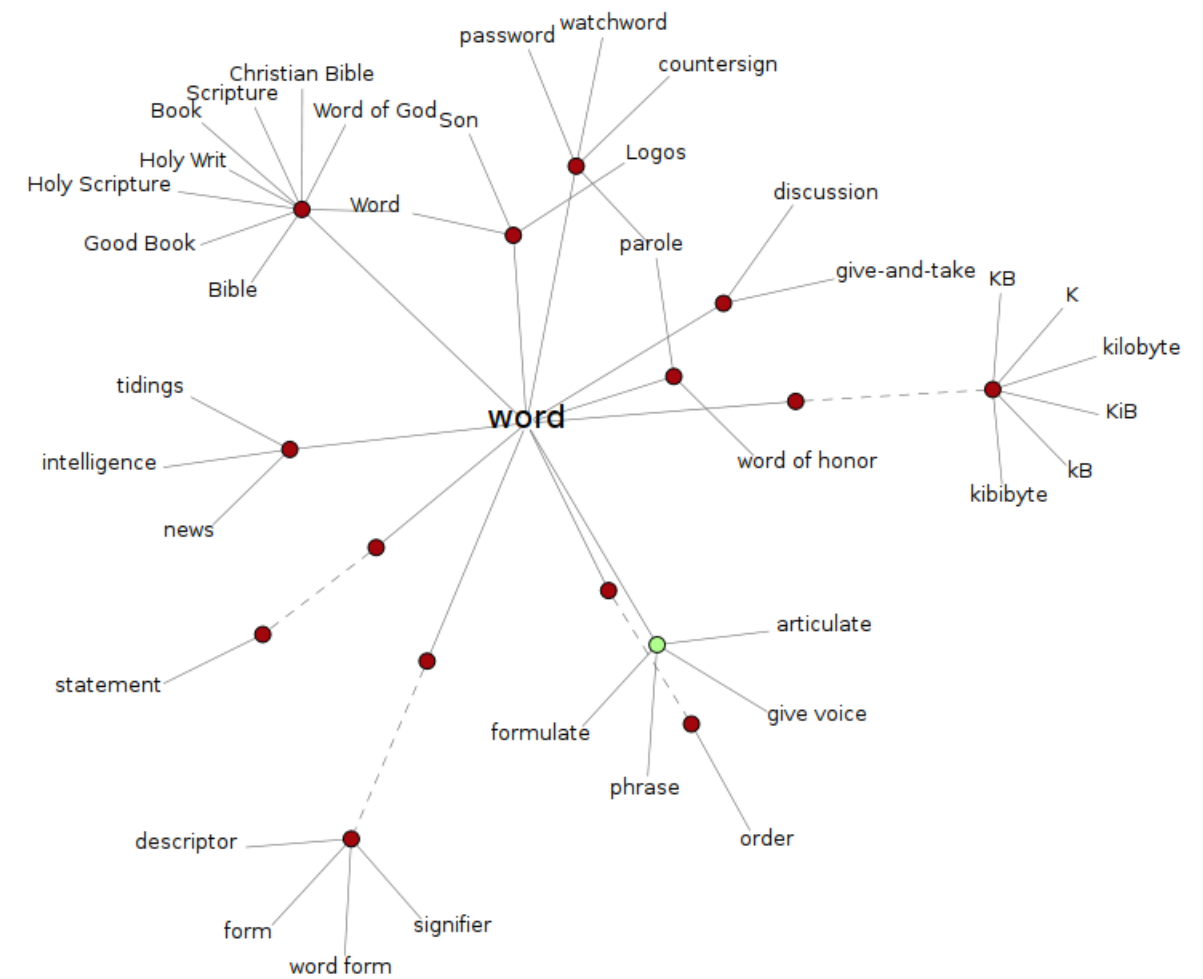 watchword
password
countersign
Christian Bible
Scripture
Book
Word of God
Son
Holy Writ
Logos
Holy Scripture
discussion
Word
Good Book
parole
give-and-take
KB
Bible
K
kilobyte
tidings
KiB
word
intelligence
word of honor
kB
kibibyte
news
articulate
statement
give voice
formulate
phrase
order
descriptor
signifier
form
word form